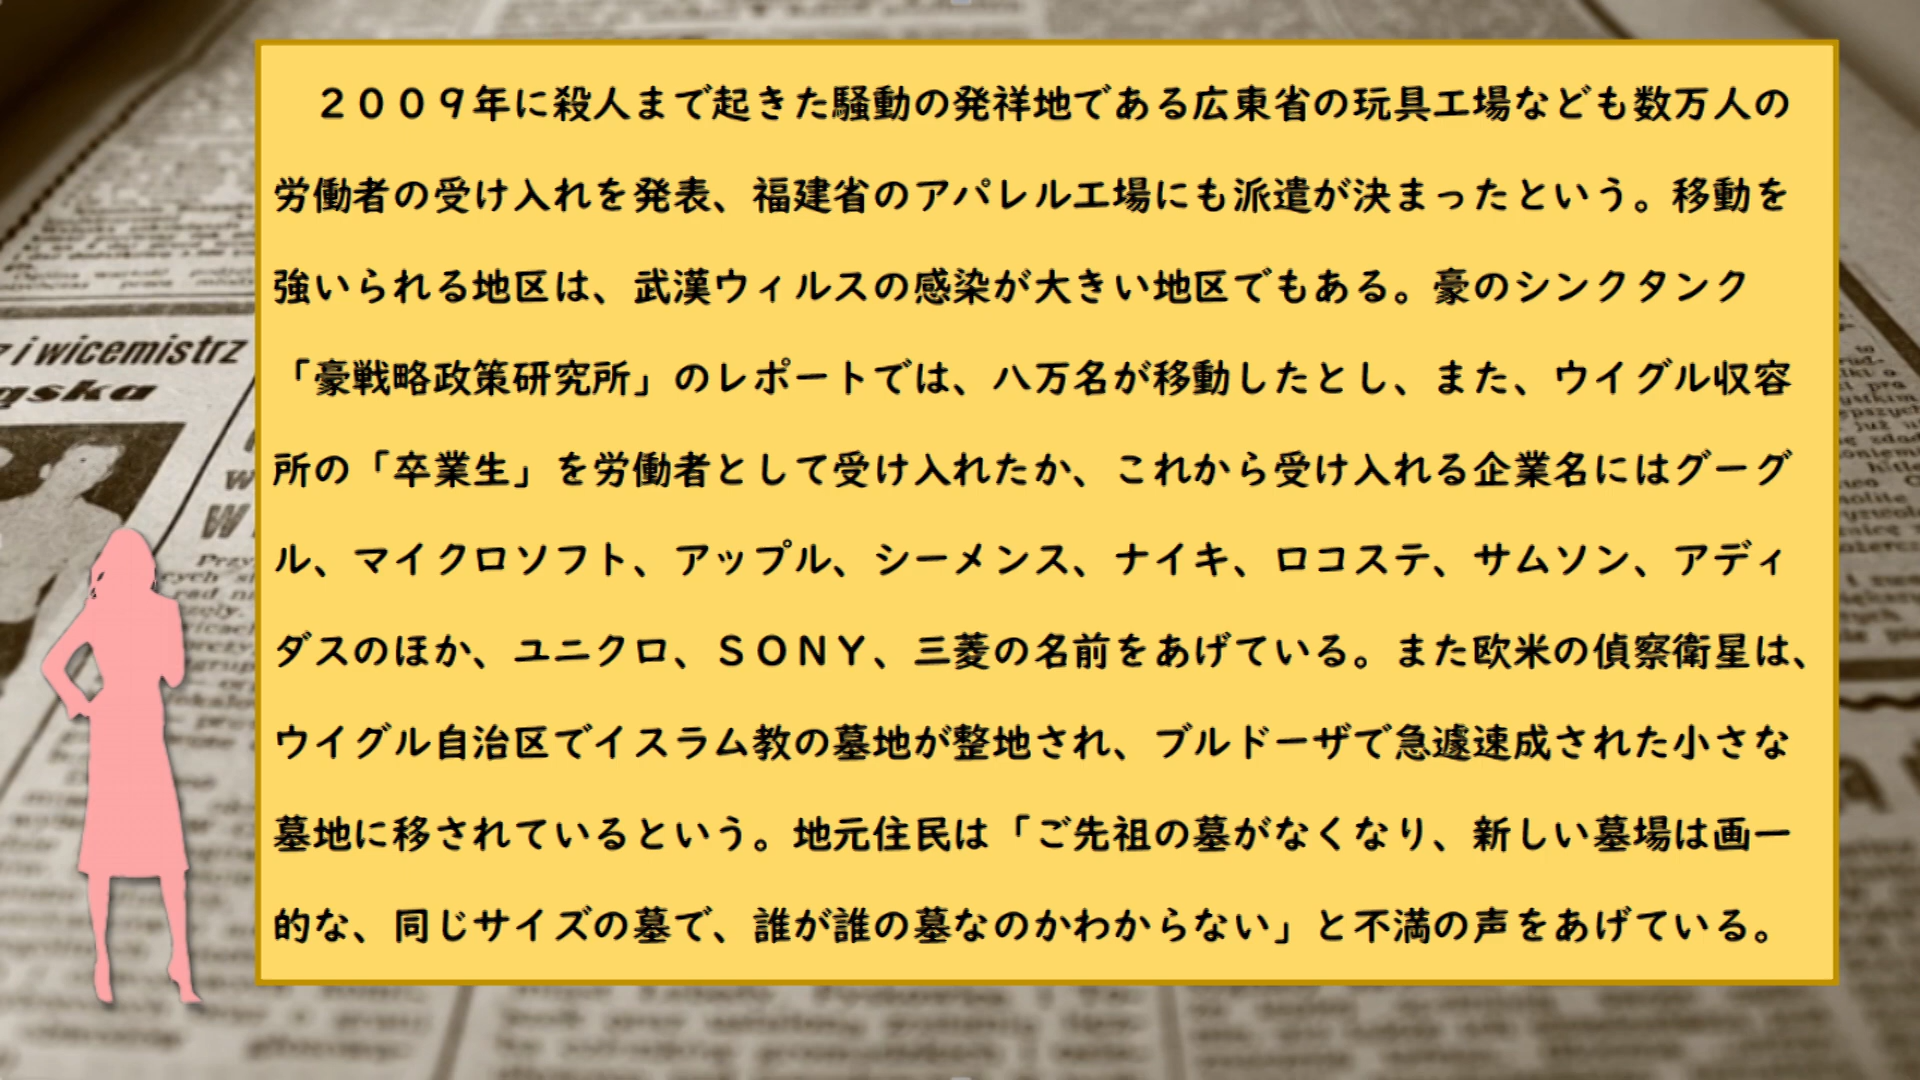 ２００９年に殺人まで起きた騒動の発祥地である広東省の玩具工場なども数万人の
労働者の受け入れを発表、福建省のアパレル工場にも派遣が決まったという。移動を
強いられる地区は、武漢ウィルスの感染が大きい地区でもある。豪のシンクタンク
「豪戦略政策研究所」のレポートでは、八万名が移動したとし、また、ウイグル収容
所の「卒業生」を労働者として受け入れたか、これから受け入れる企業名にはグーグ
ル、マイクロソフト、アップル、シーメンス、ナイキ、ロコステ、サムソン、アディ
ダスのほか、ユニクロ、ＳＯＮＹ、三菱の名前をあげている。また欧米の偵察衛星は、
ウイグル自治区でイスラム教の墓地が整地され、ブルドーザで急遽速成された小さな
墓地に移されているという。地元住民は「ご先祖の墓がなくなり、新しい墓場は画一
的な、同じサイズの墓で、誰が誰の墓なのかわからない」と不満の声をあげている。
z i wicemistrz
ąska